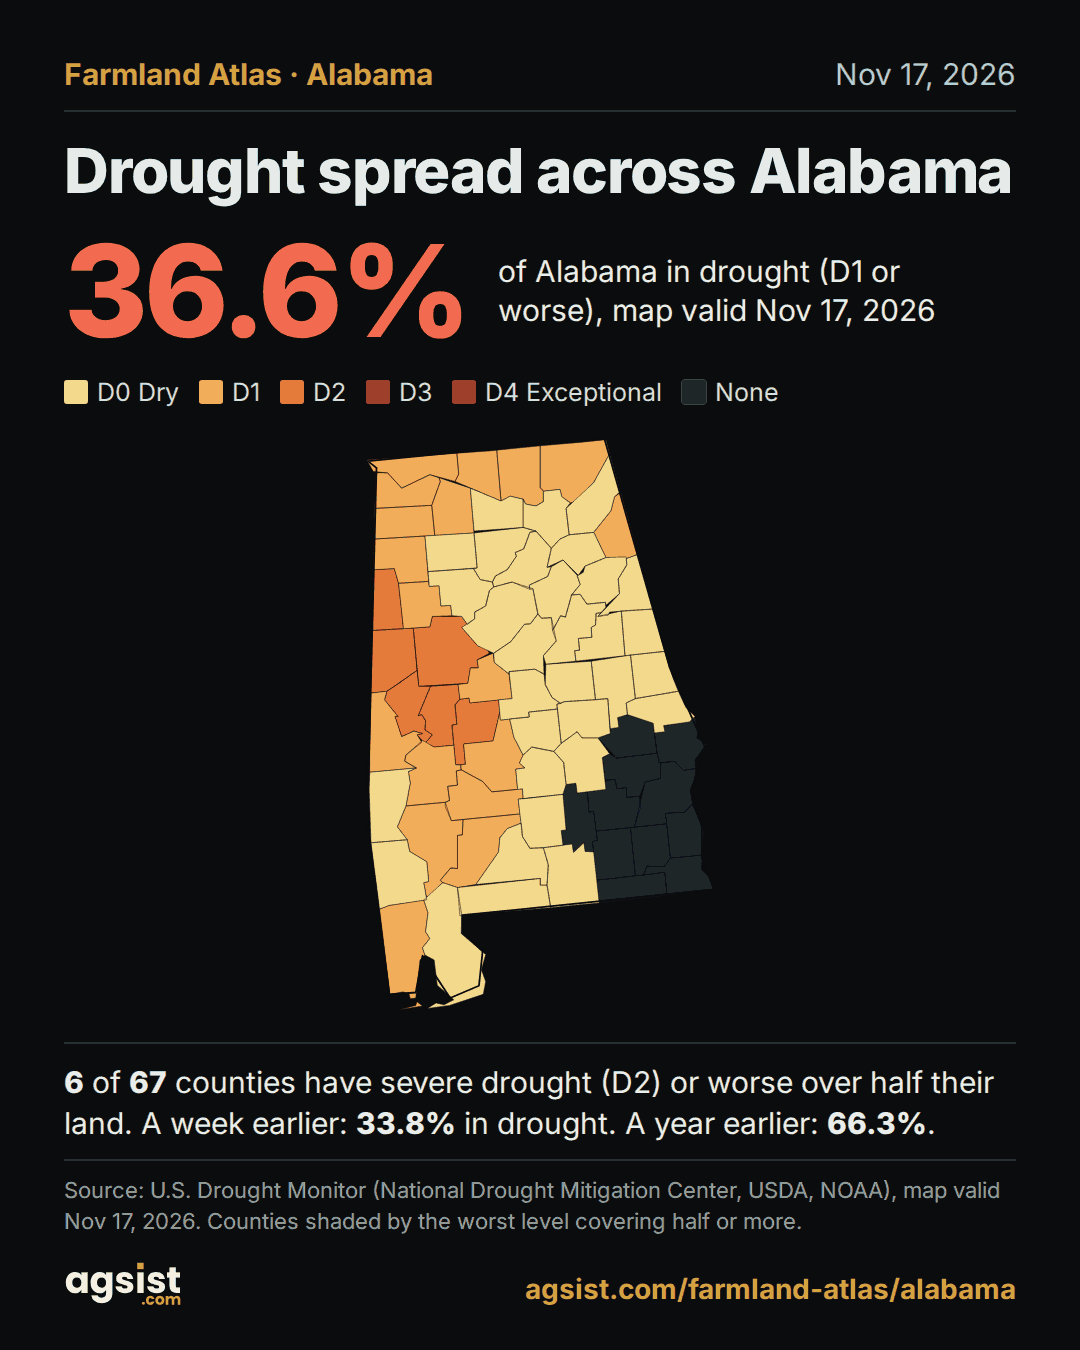 Farmland Atlas · Alabama
Nov 17, 2026
Drought spread across Alabama
36.6%
of Alabama in drought (D1 or
worse), map valid Nov 17, 2026
D0 Dry D1 D2 D3 D4 Exceptional None
6 of 67 counties have severe drought (D2) or worse over half their
land. A week earlier: 33.8% in drought. A year earlier: 66.3%.
Source: U.S. Drought Monitor (National Drought Mitigation Center, USDA, NOAA), map valid
Nov 17, 2026. Counties shaded by the worst level covering half or more.
agsist
.com
agsist.com/farmland-atlas/alabama